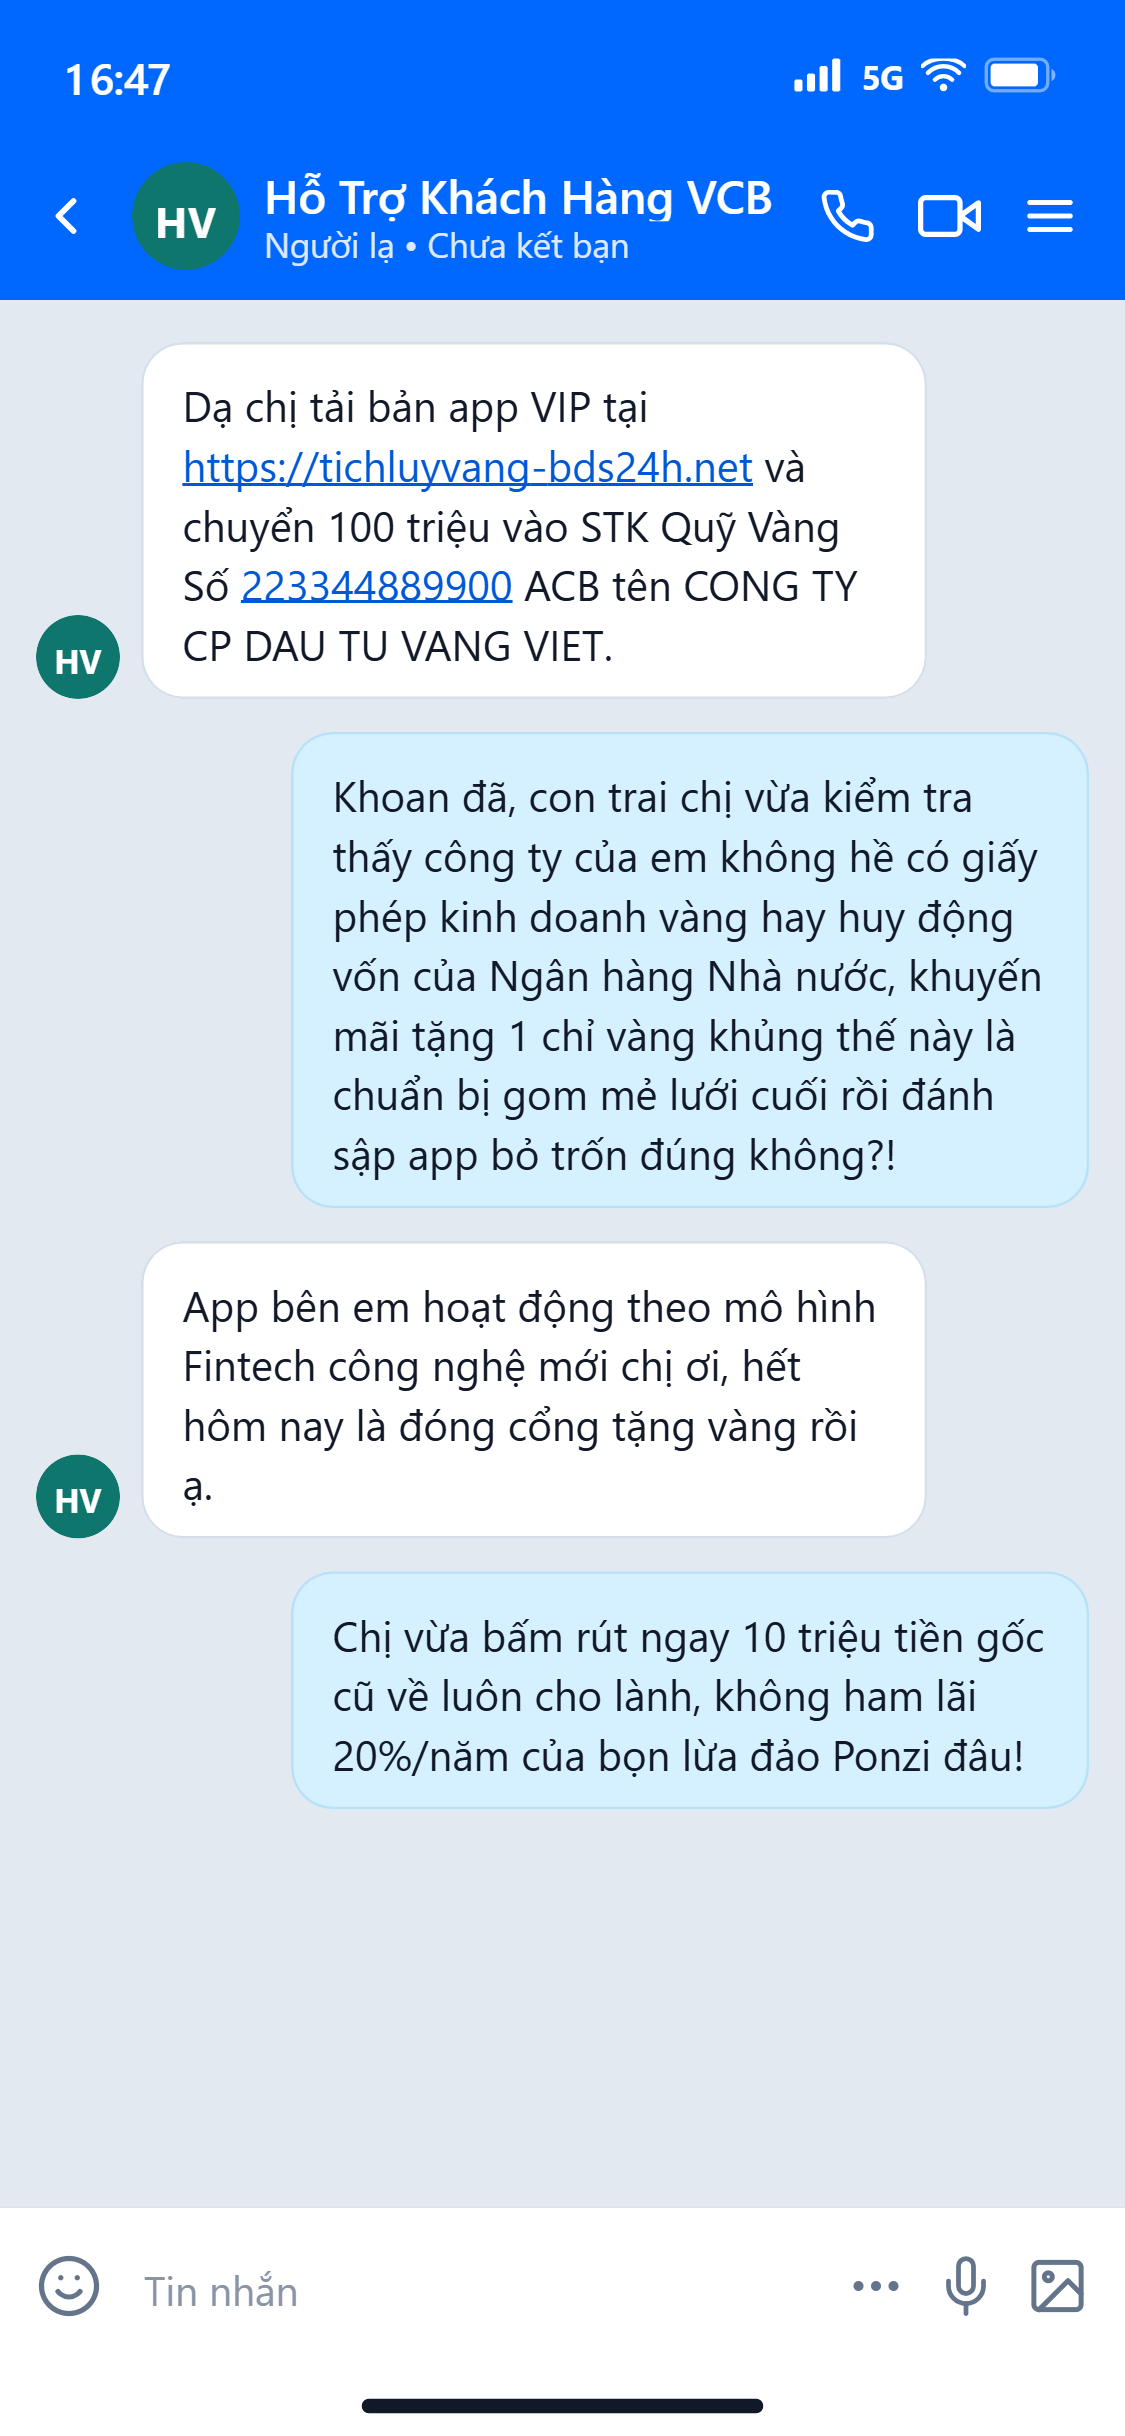 16:47
5G
HV
Hỗ Trợ Khách Hàng VCB
Người lạ • Chưa kết bạn
Dạ chị tải bản app VIP tại
https://tichluyvang-bds24h.net và
chuyển 100 triệu vào STK Quỹ Vàng
Số 223344889900 ACB tên CONG TY
CP DAU TU VANG VIET.
HV
Khoan đã, con trai chị vừa kiểm tra
thấy công ty của em không hề có giấy
phép kinh doanh vàng hay huy động
vốn của Ngân hàng Nhà nước, khuyến
mãi tặng 1 chỉ vàng khủng thế này là
chuẩn bị gom mẻ lưới cuối rồi đánh
sập app bỏ trốn đúng không?!
App bên em hoạt động theo mô hình
Fintech công nghệ mới chị ơi, hết
hôm nay là đóng cổng tặng vàng rồi
ạ.
HV
Chị vừa bấm rút ngay 10 triệu tiền gốc
cũ về luôn cho lành, không ham lãi
20%/năm của bọn lừa đảo Ponzi đâu!
Tin nhắn